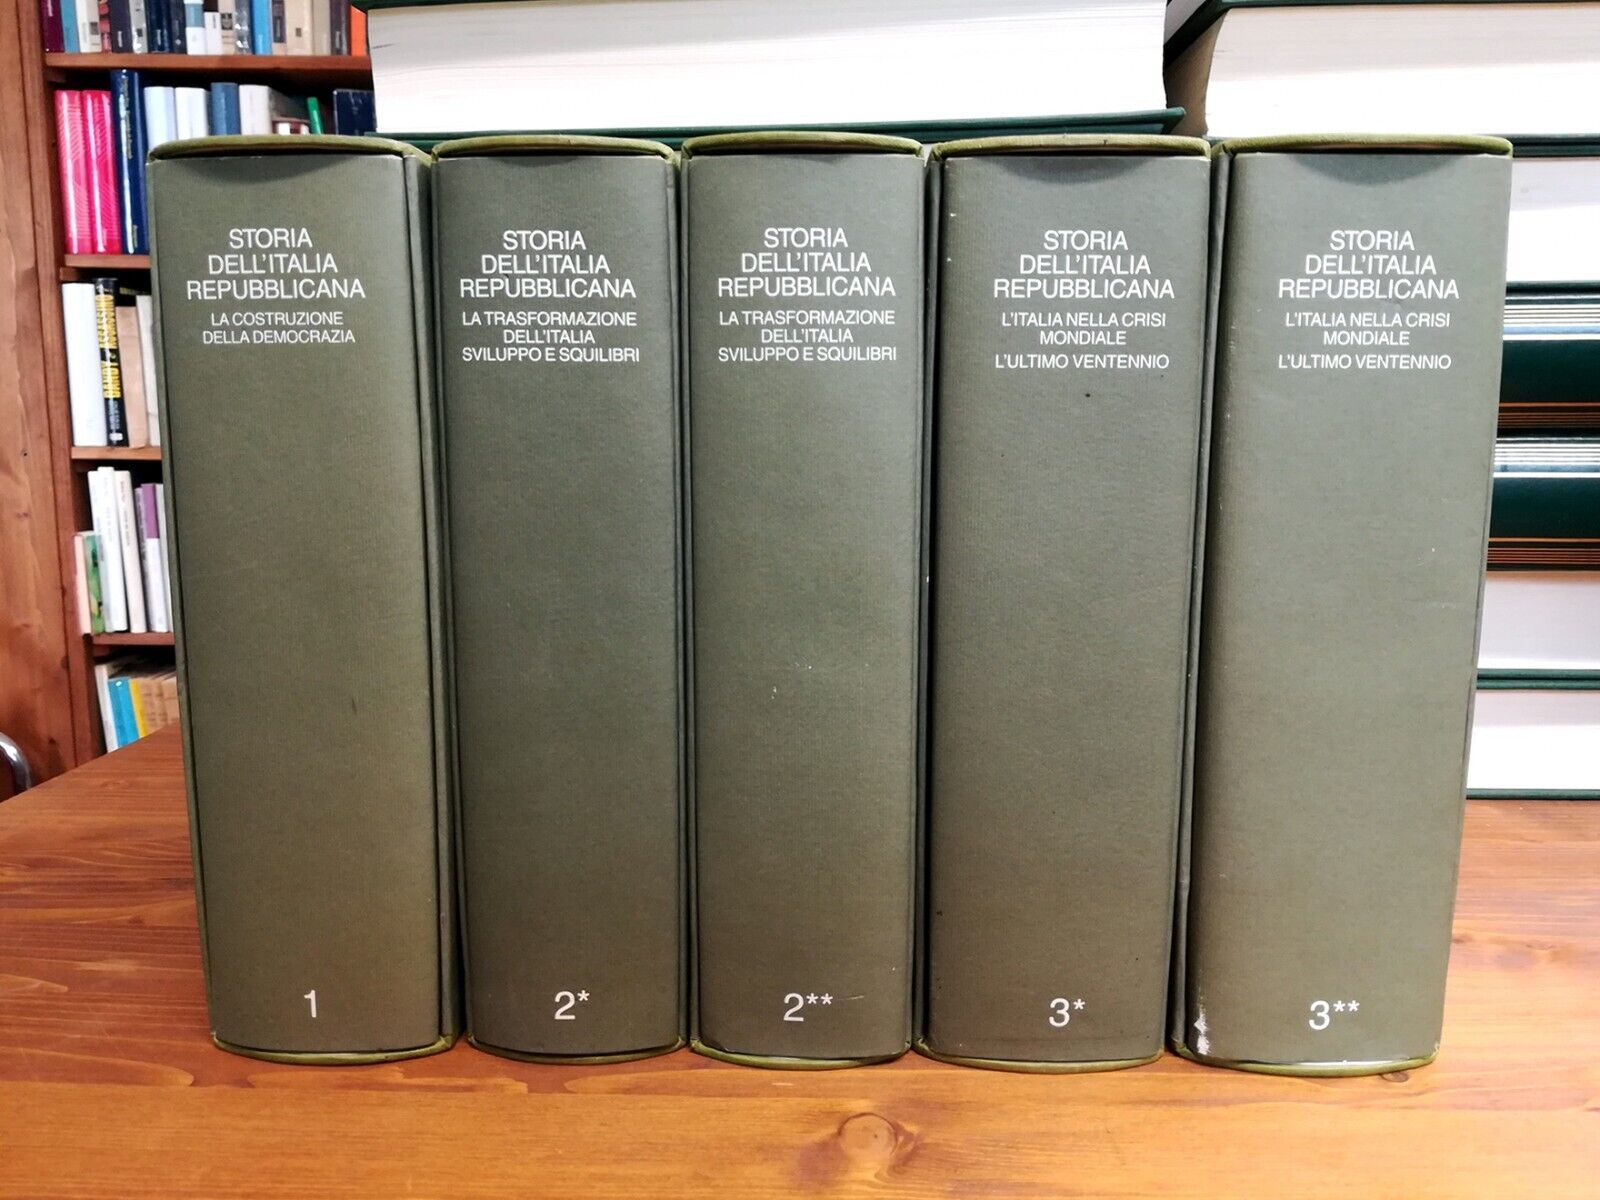 STORIA
DELL'ITALIA
REPUBBLICANA
LA COSTRUZIONE
DELLA DEMOCRAZIA
1
STORIA
DELL'ITALIA
REPUBBLICANA
LA TRASFORMAZIONE
DELL'ITALIA
SVILUPPO E SQUILIBRI
2*
STORIA
DELL'ITALIA
REPUBBLICANA
LA TRASFORMAZIONE
DELL'ITALIA
SVILUPPO E SQUILIBRI
2**
STORIA
DELL'ITALIA
REPUBBLICANA
L'ITALIA NELLA CRISI
MONDIALE
L'ULTIMO VENTENNIO
3*
STORIA
DELL'ITALIA
REPUBBLICANA
L'ITALIA NELLA CRISI
MONDIALE
L'ULTIMO VENTENNIO
3**